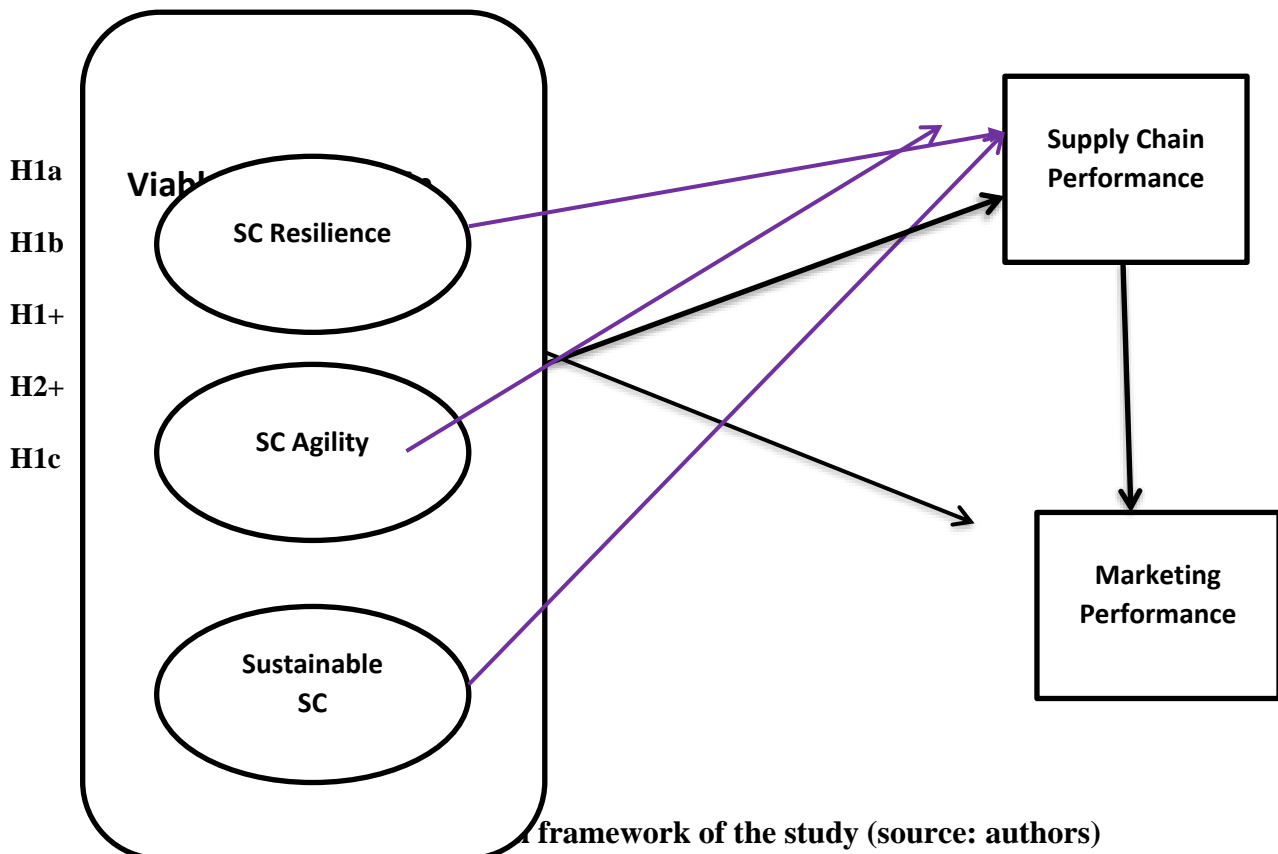 H1a
H1b
H1+
H2+
H1c
SC Resilience
SC Agility
Sustainable
SC
Supply Chain
Performance
Marketing
Performance
framework of the study (source: authors)